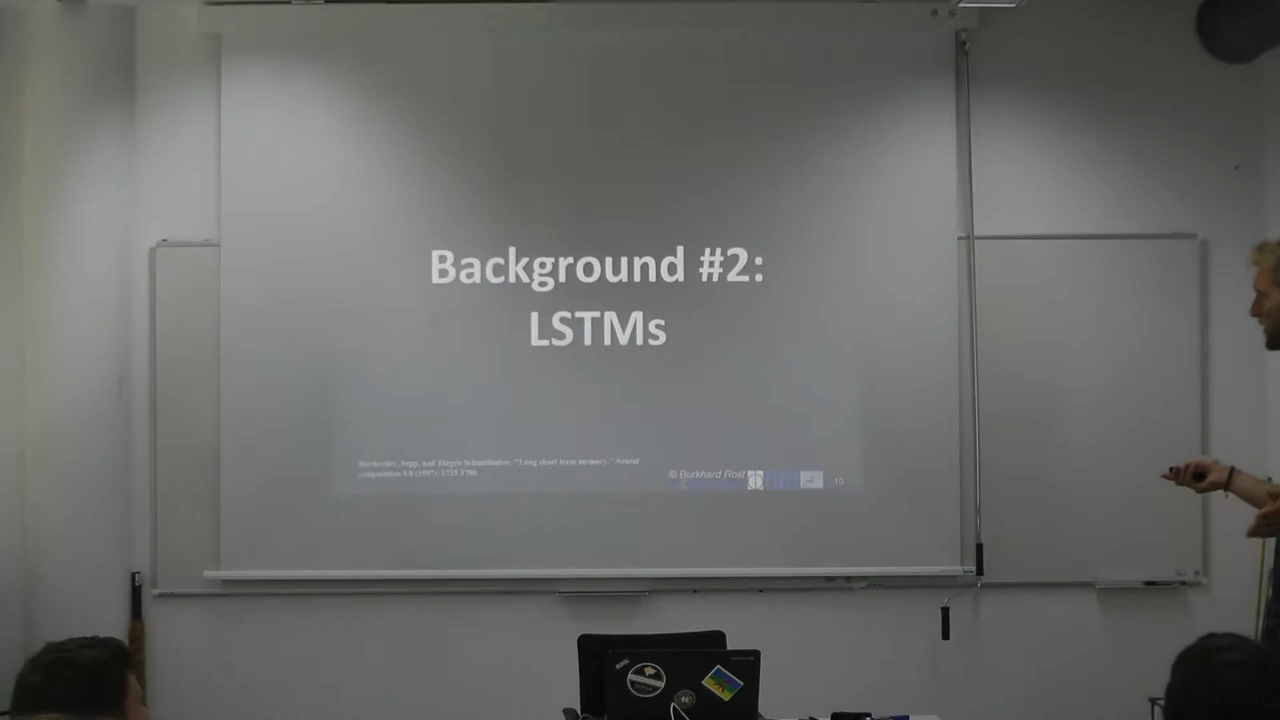 Background #2:
LSTMs
Hochreiter, Sepp, and Jürgen Schmidhuber. "Long short-term memory." Neural
computation 9.8 (1997): 1735-1780.
© Burkhard Rost
10